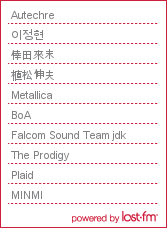 Autechre
이정현
倖田來未
植松伸夫
Metallica
BoA
Falcom Sound Team jdk
The Prodigy
Plaid
MINMI
powered by last.fm